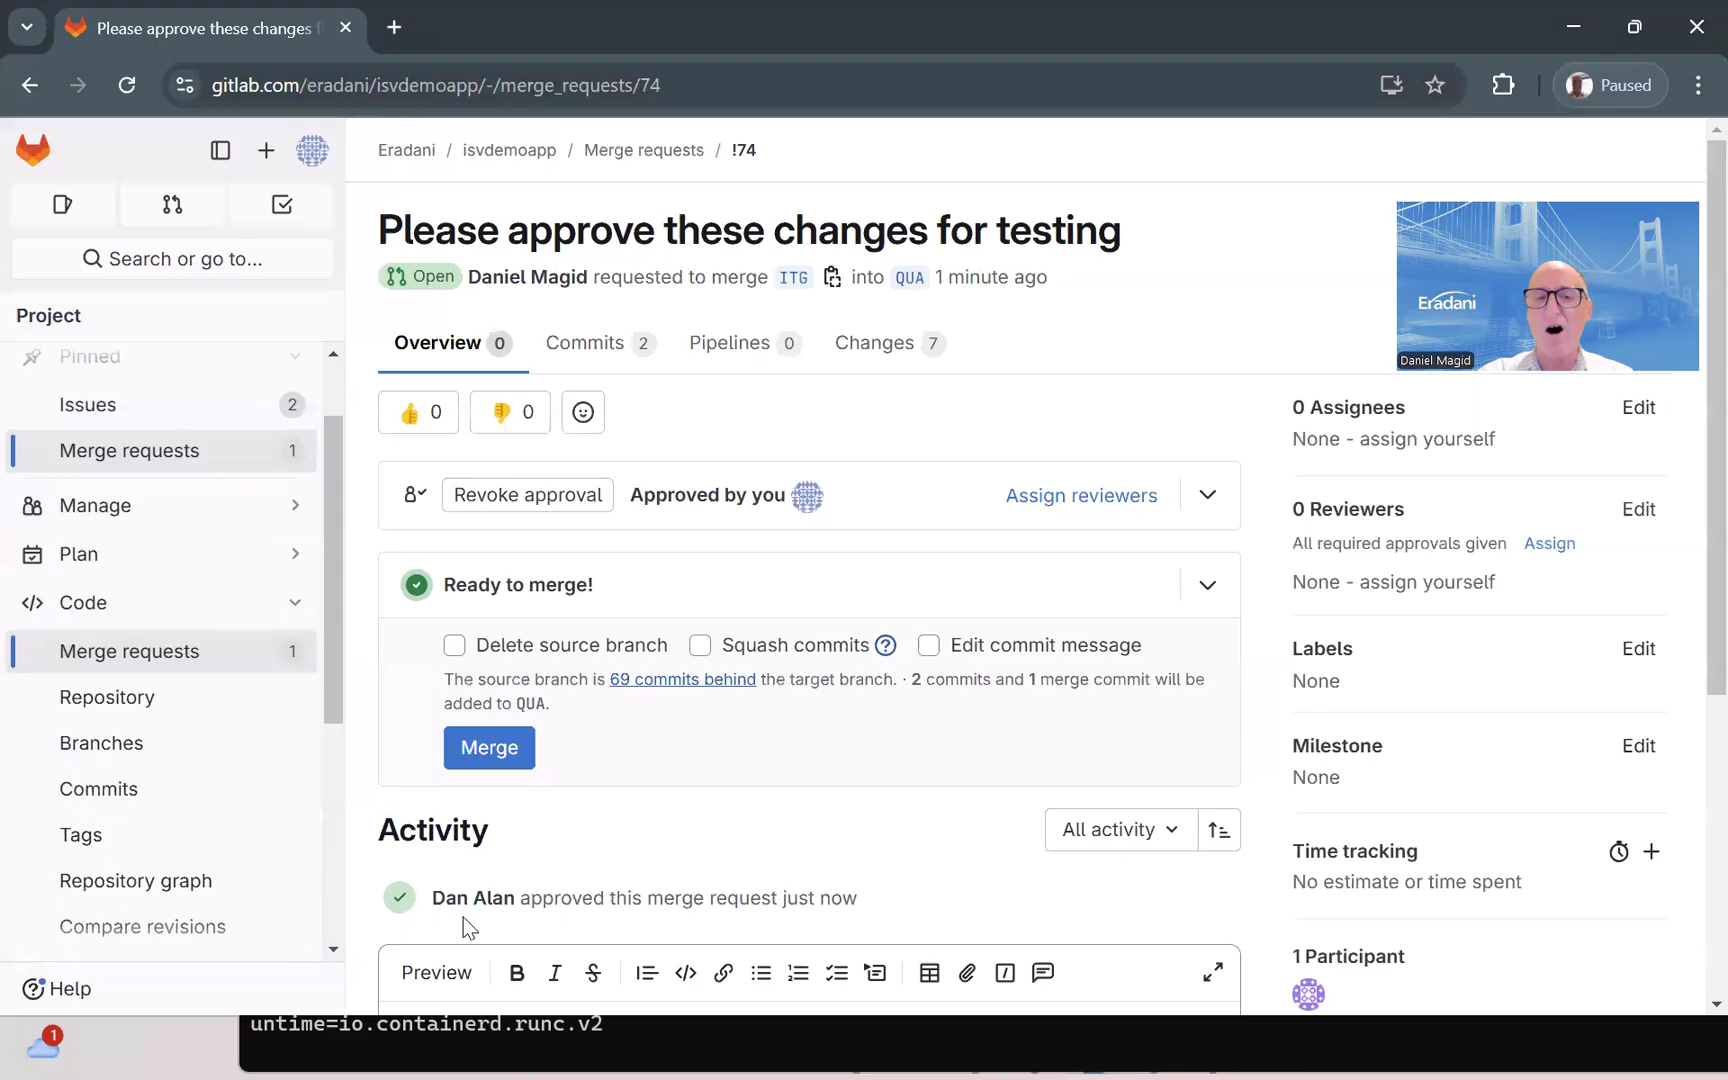 Please approve these changes f
gitlab.com/eradani/isvdemoapp/-/merge_requests/74
Paused
Eradani / isvdemoapp / Merge requests / !74
Search or go to...
Project
Pinned
Issues 2
Merge requests 1
Manage
Plan
Code
Merge requests 1
Repository
Branches
Commits
Tags
Repository graph
Compare revisions
Help
Please approve these changes for testing
Open Daniel Magid requested to merge ITG into QUA 1 minute ago
Overview 0 Commits 2 Pipelines 0 Changes 7
Eradani
Daniel Magid
0 0
Revoke approval Approved by you Assign reviewers
Ready to merge!
Delete source branch Squash commits ? Edit commit message
The source branch is 69 commits behind the target branch. · 2 commits and 1 merge commit will be
added to QUA.
Merge
Activity
All activity
Dan Alan approved this merge request just now
Preview
0 Assignees Edit
None - assign yourself
0 Reviewers Edit
All required approvals given Assign
None - assign yourself
Labels Edit
None
Milestone Edit
None
Time tracking
No estimate or time spent
1 Participant
1
untime=io.containerd.runc.v2